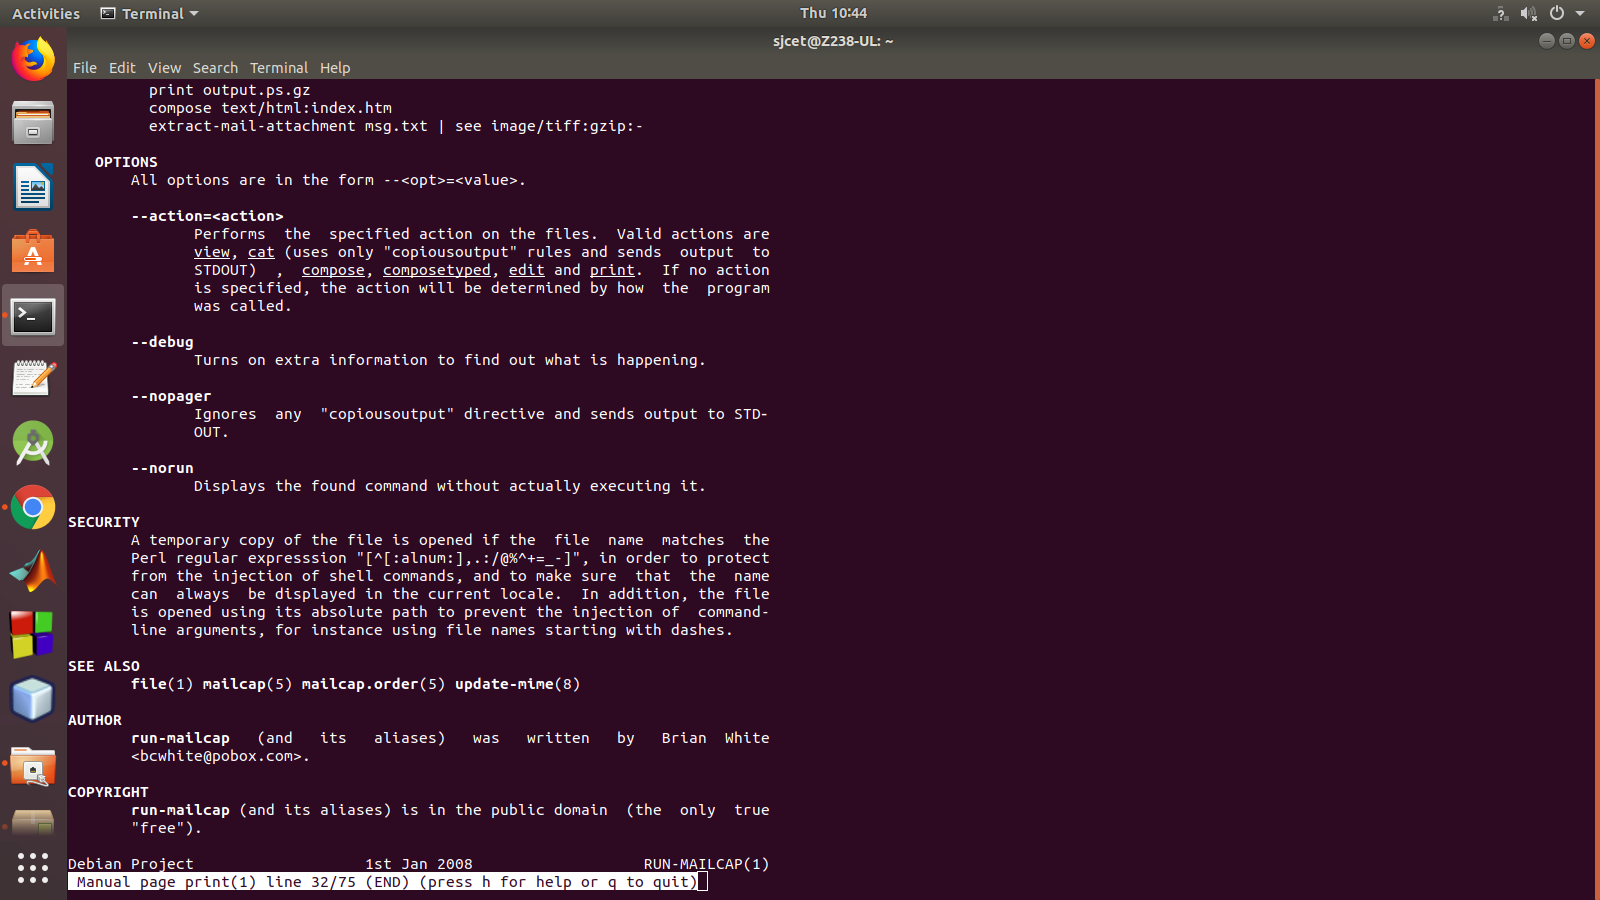 Activities Terminal Thu 10:44
sjcet@Z238-UL: ~
File Edit View Search Terminal Help
print output.ps.gz
compose text/html:index.htm
extract-mail-attachment msg.txt | see image/tiff:gzip:-
OPTIONS
All options are in the form --<opt>=<value>.
--action=<action>
Performs the specified action on the files. Valid actions are
view, cat (uses only "copiousoutput" rules and sends output to
STDOUT) , compose, composetyped, edit and print. If no action
is specified, the action will be determined by how the program
was called.
--debug
Turns on extra information to find out what is happening.
--nopager
Ignores any "copiousoutput" directive and sends output to STD-
OUT.
--norun
Displays the found command without actually executing it.
SECURITY
A temporary copy of the file is opened if the file name matches the
Perl regular expresssion "[^[:alnum:],.:/@%^+=_-]", in order to protect
from the injection of shell commands, and to make sure that the name
can always be displayed in the current locale. In addition, the file
is opened using its absolute path to prevent the injection of command-
line arguments, for instance using file names starting with dashes.
SEE ALSO
file(1) mailcap(5) mailcap.order(5) update-mime(8)
AUTHOR
run-mailcap (and its aliases) was written by Brian White
<bcwhite@pobox.com>.
COPYRIGHT
run-mailcap (and its aliases) is in the public domain (the only true
"free").
Debian Project 1st Jan 2008 RUN-MAILCAP(1)
Manual page print(1) line 32/75 (END) (press h for help or q to quit)